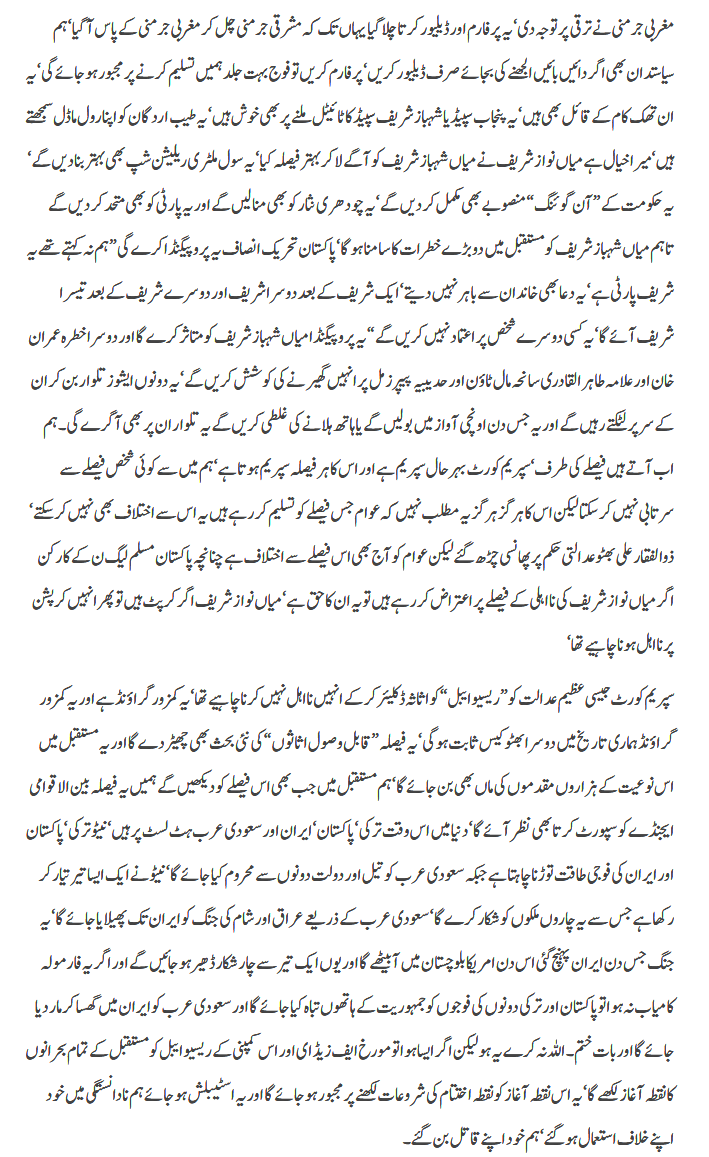 مغربی جرمنی نے ترقی پر توجہ دی‘ یہ پرفارم اور ڈیلیور کرتا چلا گیا یہاں تک کہ مشرقی جرمنی چل کر مغربی جرمنی کے پاس آ گیا‘ ہم
سیاستدان بھی اگر دائیں بائیں الجھنے کی بجائے صرف ڈیلیور کریں‘ پرفارم کریں تو فوج بہت جلد ہمیں تسلیم کرنے پر مجبور ہو جائے گی‘ یہ
ان تھک کام کے قائل بھی ہیں‘ یہ پنجاب سپیڈ یا شہباز شریف سپیڈ کا ٹائیٹل ملنے پر بھی خوش ہیں‘ یہ طیب اردگان کو اپنا رول ماڈل سمجھتے
ہیں‘ میرا خیال ہے میاں نواز شریف نے میاں شہباز شریف کو آگے لا کر بہتر فیصلہ کیا‘ یہ سول ملٹری ریلیشن شپ بھی بہتر بنا دیں گے‘
یہ حکومت کے ”آن گوئنگ“ منصوبے بھی مکمل کر دیں گے‘ یہ چودھری نثار کو بھی منا لیں گے اور یہ پارٹی کو بھی متحد کر دیں گے
تاہم میاں شہباز شریف کو مستقبل میں دو بڑے خطرات کا سامنا ہو گا‘ پاکستان تحریک انصاف یہ پروپیگنڈا کرے گی ”ہم نہ کہتے تھے یہ
شریف پارٹی ہے‘ یہ دعا بھی خاندان سے باہر نہیں دیتے‘ ایک شریف کے بعد دوسرا شریف اور دوسرے شریف کے بعد تیسرا
شریف آئے گا‘ یہ کسی دوسرے شخص پر اعتماد نہیں کریں گے“ یہ پروپیگنڈا میاں شہباز شریف کو متاثر کرے گا اور دوسرا خطرہ عمران
خان اور علامہ طاہر القادری سانحہ مال ٹاؤن اور حدیبیہ پیپرز مل پر انہیں گھیرنے کی کوشش کریں گے‘ یہ دونوں ایشوز تلوار بن کر ان
کے سر پر لٹکتے رہیں گے اور یہ جس دن اونچی آواز میں بولیں گے یا ہاتھ ہلانے کی غلطی کریں گے یہ تلوار ان پر بھی آ گرے گی۔ ہم
اب آتے ہیں فیصلے کی طرف‘ سپریم کورٹ بہرحال سپریم ہے اور اس کا ہر فیصلہ سپریم ہوتا ہے‘ ہم میں سے کوئی شخص فیصلے سے
سرتابی نہیں کر سکتا لیکن اس کا ہرگز ہرگز یہ مطلب نہیں کہ عوام جس فیصلے کو تسلیم کر رہے ہیں یہ اس سے اختلاف بھی نہیں کر سکتے‘
ذوالفقار علی بھٹو عدالتی حکم پر پھانسی چڑھ گئے لیکن عوام کو آج بھی اس فیصلے سے اختلاف ہے چنانچہ پاکستان مسلم لیگ ن کے کارکن
اگر میاں نواز شریف کی نااہلی کے فیصلے پر اعتراض کر رہے ہیں تو یہ ان کا حق ہے‘ میاں نواز شریف اگر کرپٹ ہیں تو پھر انہیں کرپشن
پر نااہل ہونا چاہیے تھا‘
سپریم کورٹ جیسی عظیم عدالت کو ”ریسیو ایبل“ کو اثاثہ ڈکلیئر کر کے انہیں نااہل نہیں کرنا چاہیے تھا‘ یہ کمزور گراؤنڈ ہے اور یہ کمزور
گراؤنڈ ہماری تاریخ میں دوسرا بھٹو کیس ثابت ہو گی‘ یہ فیصلہ ”قابل وصول اثاثوں“ کی نئی بحث بھی چھیڑ دے گا اور یہ مستقبل میں
اس نوعیت کے ہزاروں مقدموں کی ماں بھی بن جائے گا‘ ہم مستقبل میں جب بھی اس فیصلے کو دیکھیں گے ہمیں یہ فیصلہ بین الاقوامی
ایجنڈے کو سپورٹ کرتا بھی نظر آئے گا‘ دنیا میں اس وقت ترکی‘ پاکستان‘ ایران اور سعودی عرب ہٹ لسٹ پر ہیں‘ نیٹو ترکی‘ پاکستان
اور ایران کی فوجی طاقت توڑنا چاہتا ہے جبکہ سعودی عرب کو تیل اور دولت دونوں سے محروم کیا جائے گا‘ نیٹو نے ایک ایسا تیر تیار کر
رکھا ہے جس سے یہ چاروں ملکوں کو شکار کرے گا‘ سعودی عرب کے ذریعے عراق اور شام کی جنگ کو ایران تک پھیلایا جائے گا‘ یہ
جنگ جس دن ایران پہنچ گئی اس دن امریکا بلوچستان میں آ بیٹھے گا اور یوں ایک تیر سے چار شکار ڈھیر ہو جائیں گے اور اگر یہ فارمولہ
کامیاب نہ ہوا تو پاکستان اور ترکی دونوں کی فوجوں کو جمہوریت کے ہاتھوں تباہ کیا جائے گا اور سعودی عرب کو ایران میں گھسا کر مار دیا
جائے گا اور بات ختم۔ اللہ نہ کرے یہ ہو لیکن اگر ایسا ہوا تو مورخ ایف زیڈ ای اور اس کمپنی کے ریسیو ایبل کو مستقبل کے تمام بحرانوں
کا نقطہ آغاز لکھے گا‘ یہ اس نقطہ آغاز کو نقطہ اختتام کی شروعات لکھنے پر مجبور ہو جائے گا اور یہ اسٹیبلش ہو جائے ہم نادانستگی میں خود
اپنے خلاف استعمال ہو گئے‘ ہم خود اپنے قاتل بن گئے۔